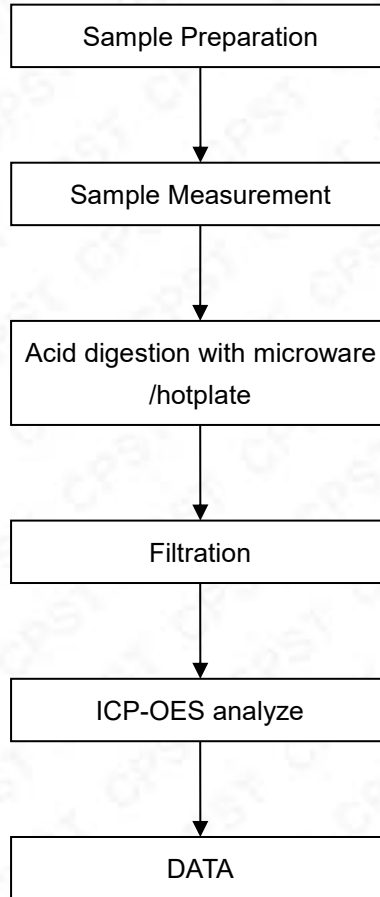 Sample Preparation
Sample Measurement
Acid digestion with microware
/hotplate
Filtration
ICP-OES analyze
DATA